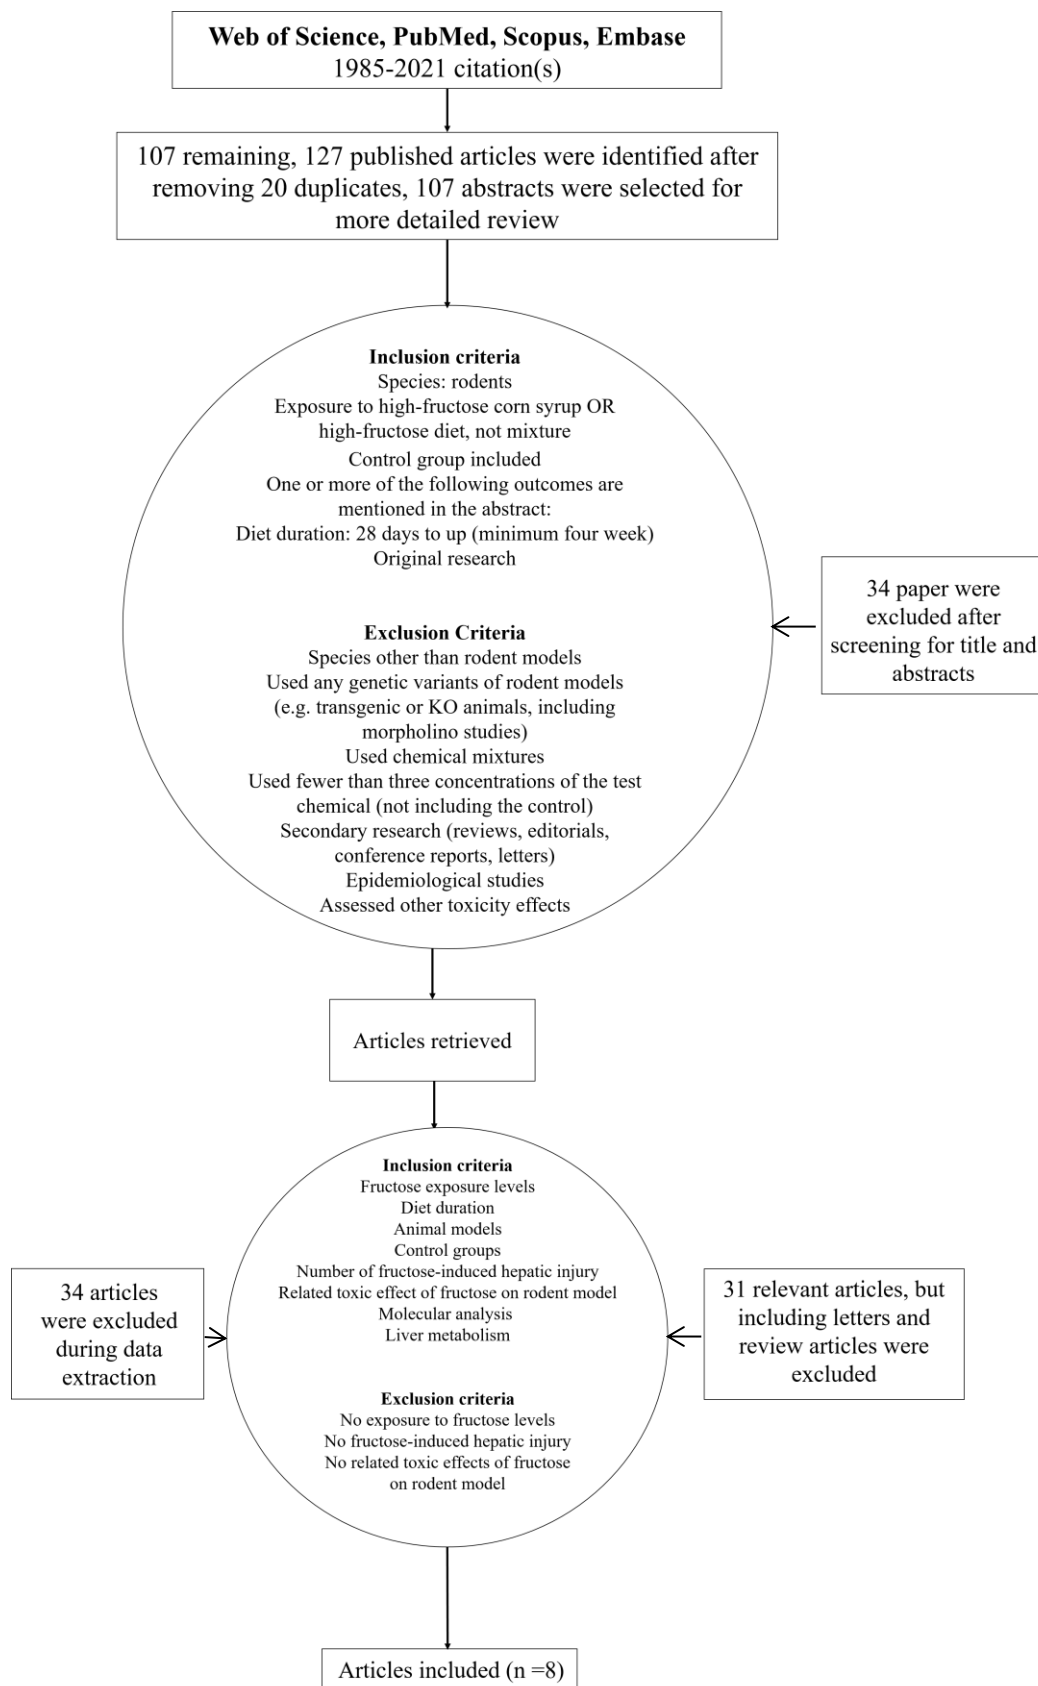 Web of Science, PubMed, Scopus, Embase
1985-2021 citation(s)
107 remaining, 127 published articles were identified after
removing 20 duplicates, 107 abstracts were selected for
more detailed review
Inclusion criteria
Species: rodents
Exposure to high-fructose corn syrup OR
high-fructose diet, not mixture
Control group included
One or more of the following outcomes are
mentioned in the abstract:
Diet duration: 28 days to up (minimum four week)
Original research
Exclusion Criteria
Species other than rodent models
Used any genetic variants of rodent models
(e.g. transgenic or KO animals, including
morpholino studies)
Used chemical mixtures
Used fewer than three concentrations of the test
chemical (not including the control)
Secondary research (reviews, editorials,
conference reports, letters)
Epidemiological studies
Assessed other toxicity effects
34 paper were
excluded after
screening for title and
abstracts
Articles retrieved
Inclusion criteria
Fructose exposure levels
Diet duration
Animal models
Control groups
Number of fructose-induced hepatic injury
Related toxic effect of fructose on rodent model
Molecular analysis
Liver metabolism
Exclusion criteria
No exposure to fructose levels
No fructose-induced hepatic injury
No related toxic effects of fructose
on rodent model
34 articles
were excluded
during data
extraction
31 relevant articles, but
including letters and
review articles were
excluded
Articles included (n =8)